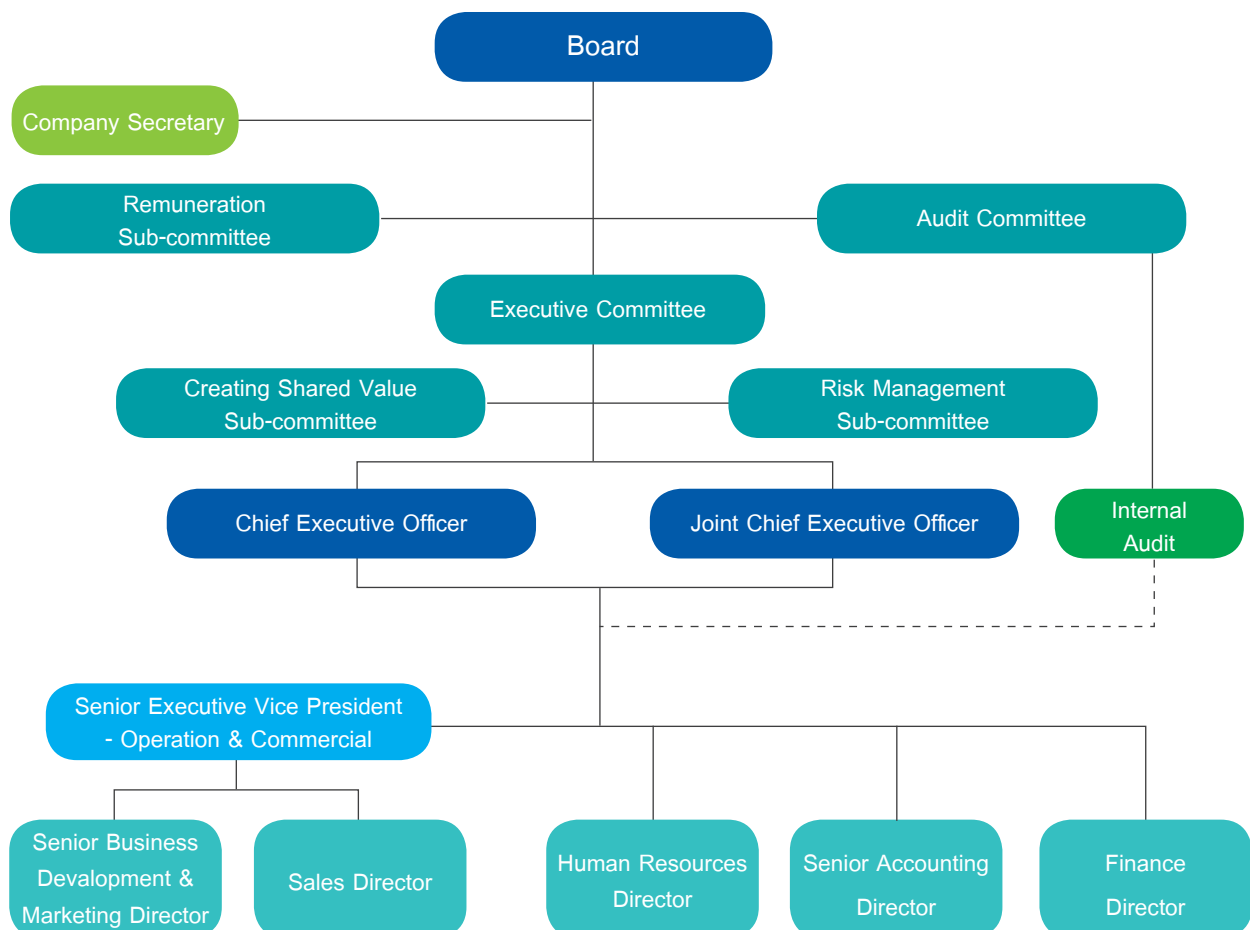 Board
Company Secretary
Remuneration
Sub-committee
Audit Committee
Executive Committee
Creating Shared Value
Sub-committee
Risk Management
Sub-committee
Chief Executive Officer
Joint Chief Executive Officer
Internal
Audit
Senior Executive Vice President
- Operation & Commercial
Senior Business
Devalopment &
Marketing Director
Sales Director
Human Resources
Director
Senior Accounting
Director
Finance
Director